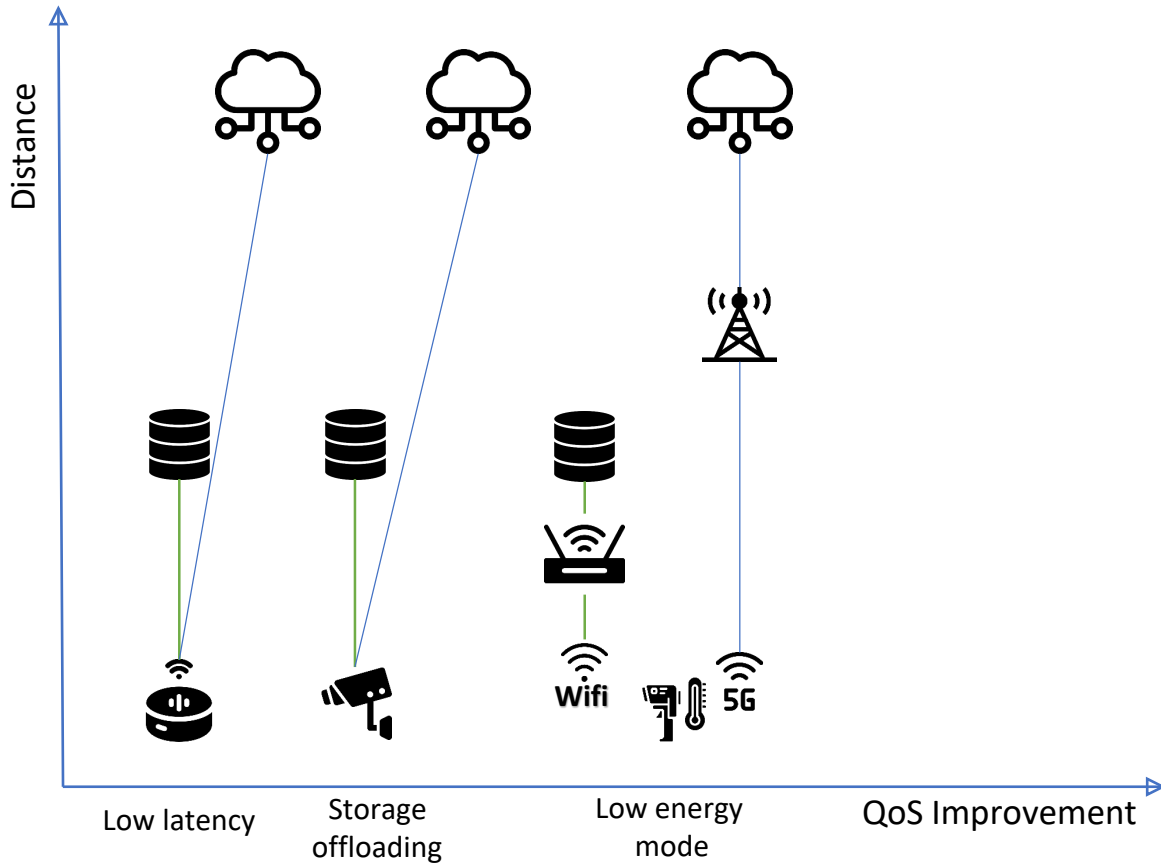 Distance
Wifi
5G
Low latency
Storage
offloading
Low energy
mode
QoS Improvement